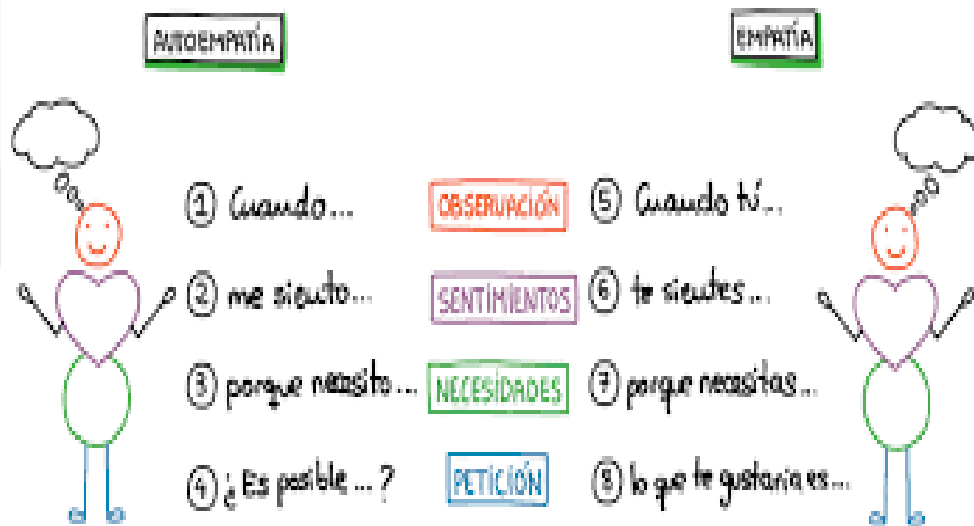 AUTOEMPATÍA
EMPATÍA
① Cuando... OBSERVACIÓN ⑤ Cuando tú...
② me siento... SENTIMIENTOS ⑥ te sientes...
③ porque necesito... NECESIDADES ⑦ porque necesitas...
④ ¿Es posible...? PETICIÓN ⑧ lo que te gustaria es...